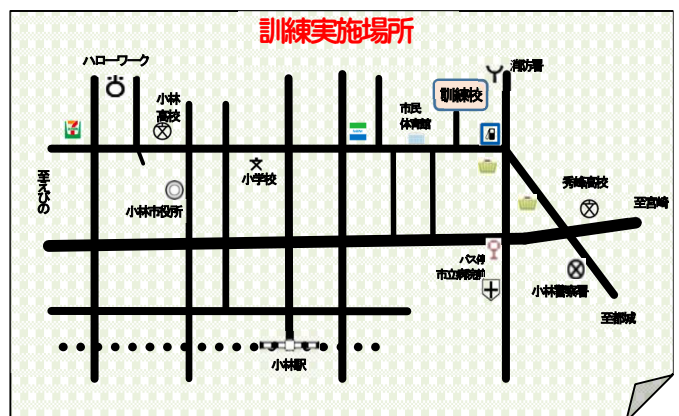 訓練実施場所
ハローワーク
消防署
小林
高校
市民
体育館
訓練校
至えびの
小学校
秀峰高校
小林市役所
至宮崎
バス停
市立病院前
小林警察署
至都城
小林駅